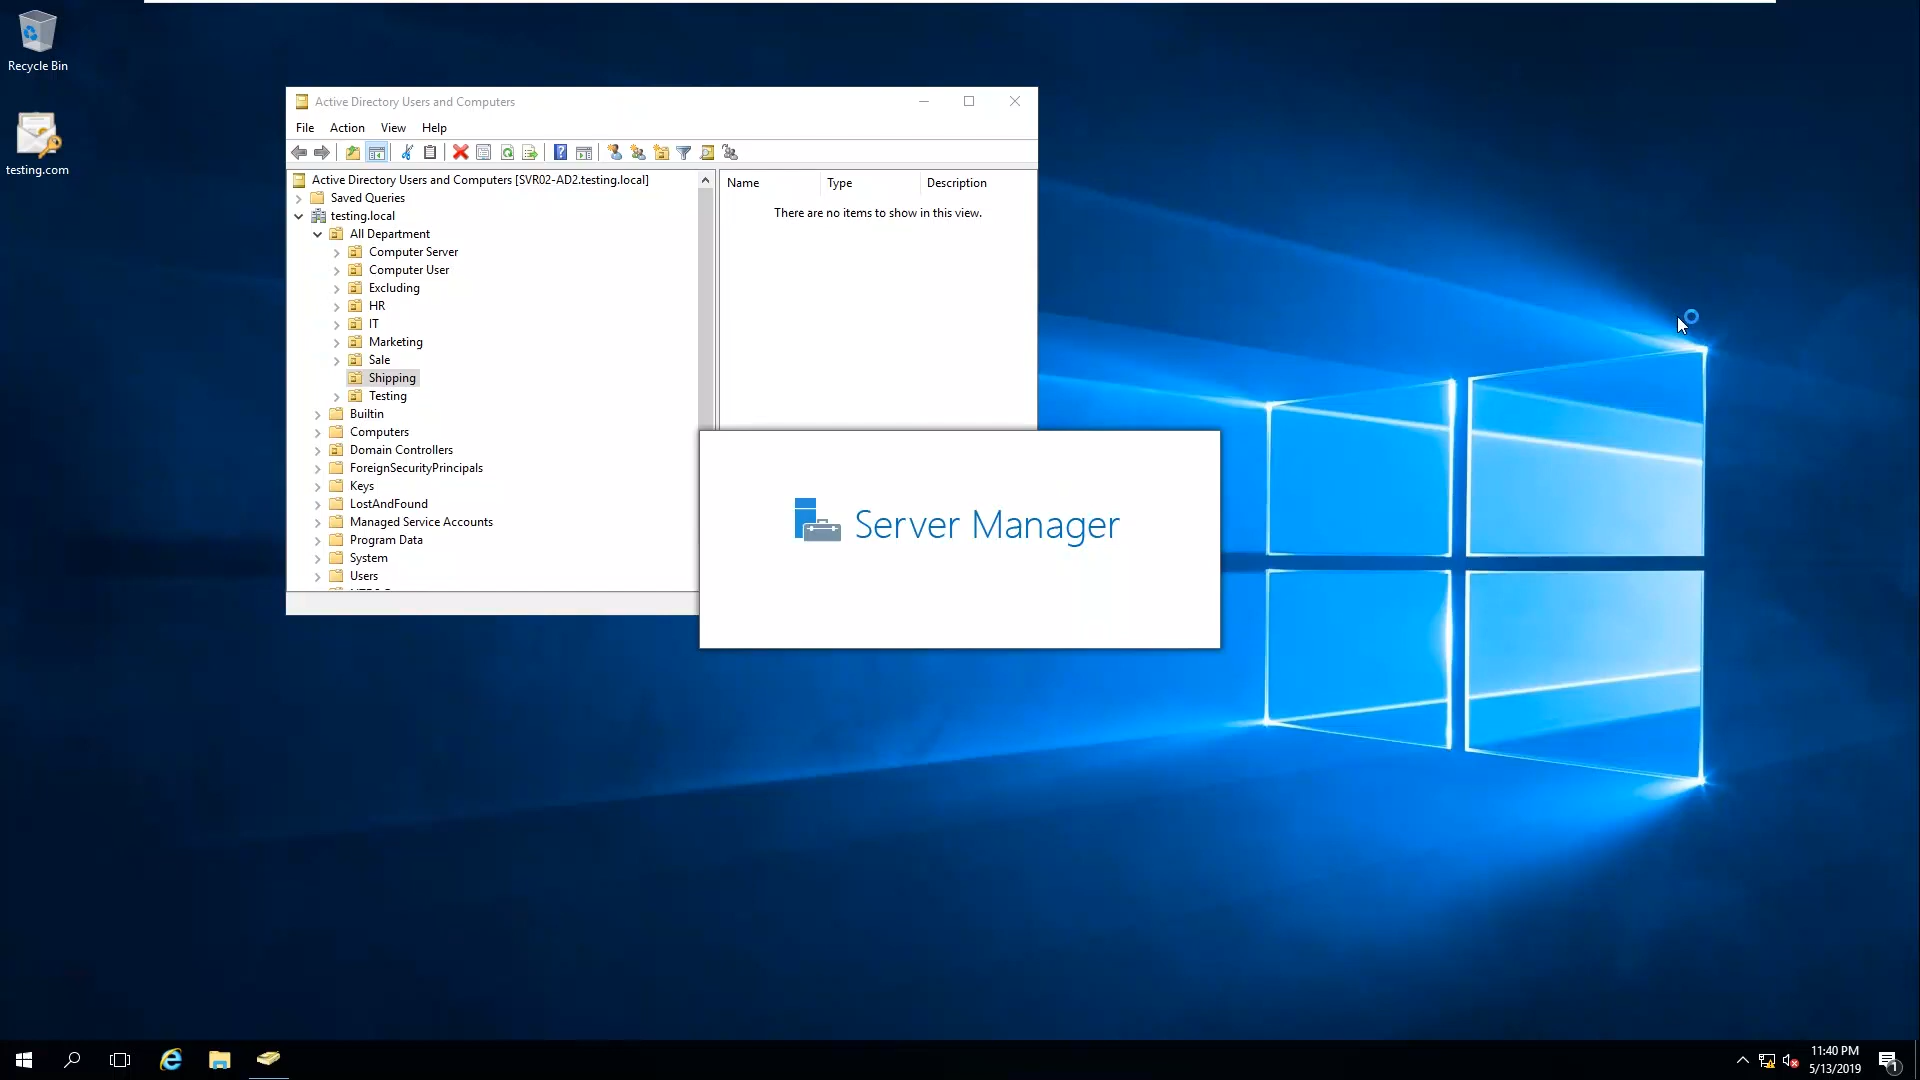 Recycle Bin
testing.com
Active Directory Users and Computers
File Action View Help
Active Directory Users and Computers [SVR02-AD2.testing.local]
Saved Queries
testing.local
All Department
Computer Server
Computer User
Excluding
HR
IT
Marketing
Sale
Shipping
Testing
Builtin
Computers
Domain Controllers
ForeignSecurityPrincipals
Keys
LostAndFound
Managed Service Accounts
Program Data
System
Users
Name Type Description
There are no items to show in this view.
Server Manager
11:40 PM
5/13/2019
1